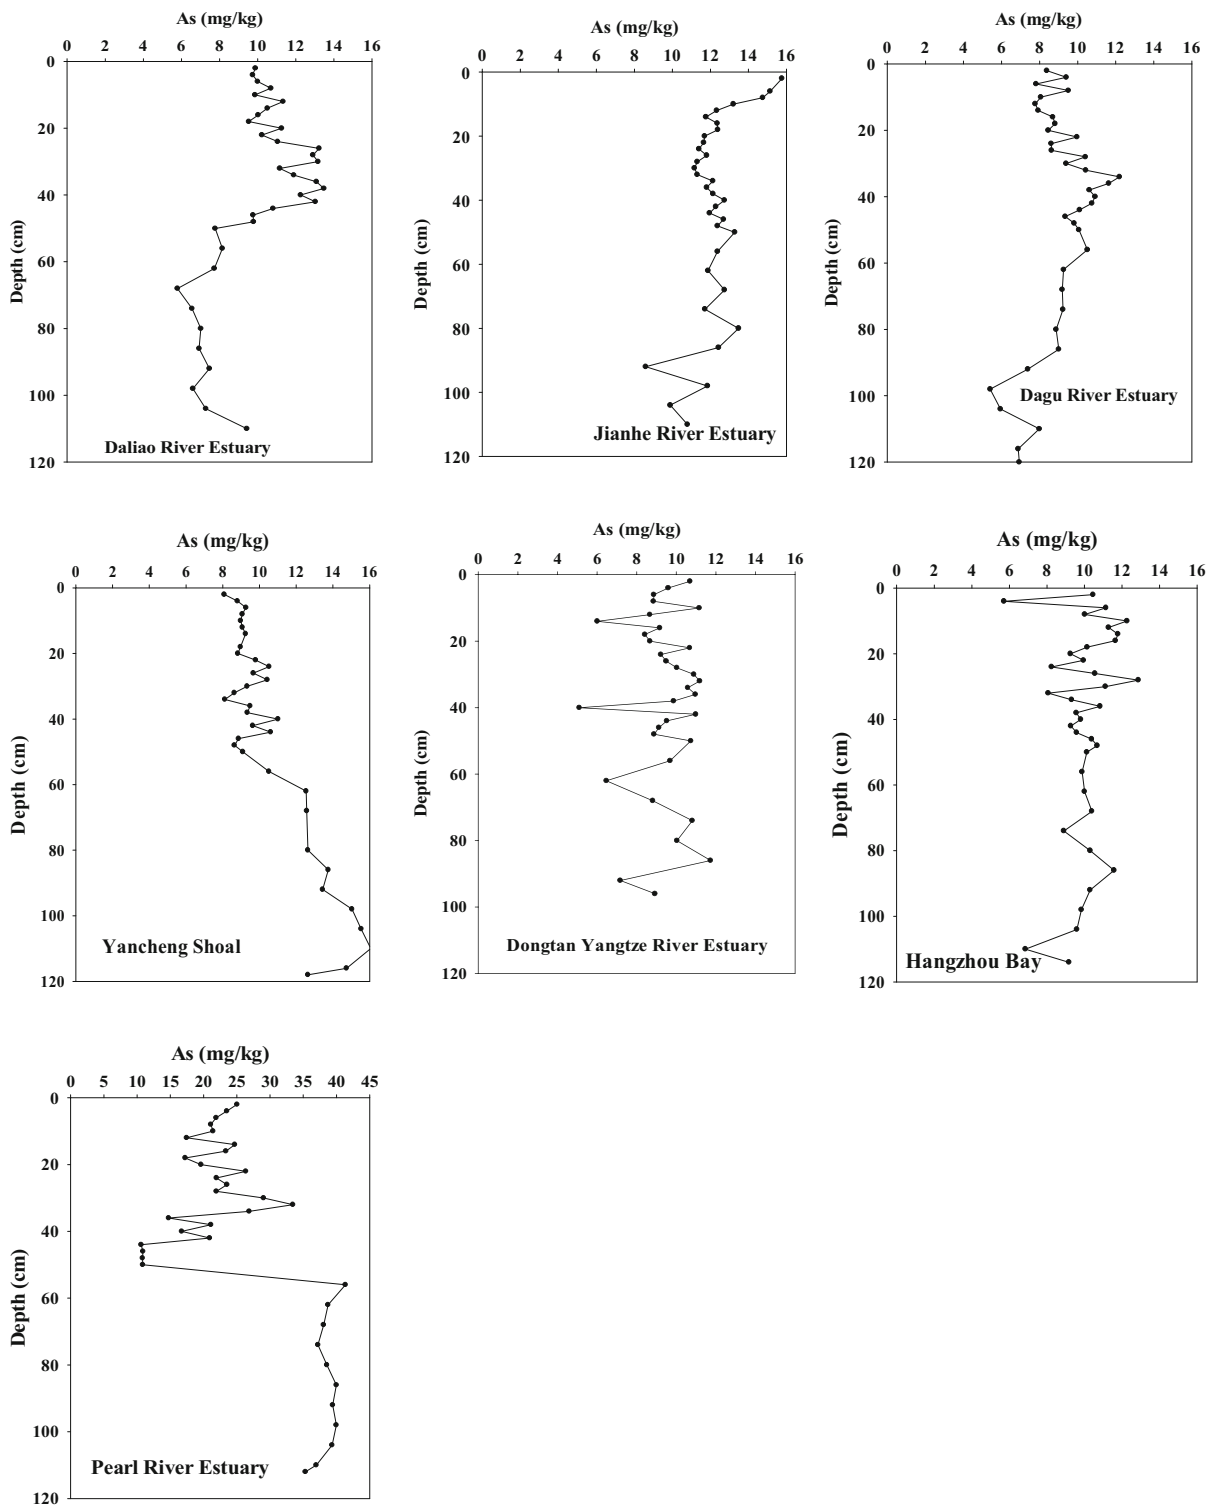 As (mg/kg)
0 2 4 6 8 10 12 14 16
0
20
40
60
80
100
120
Depth (cm)
Daliao River Estuary
As (mg/kg)
0 2 4 6 8 10 12 14 16
0
20
40
60
80
100
120
Depth (cm)
Jianhe River Estuary
As (mg/kg)
0 2 4 6 8 10 12 14 16
0
20
40
60
80
100
120
Depth (cm)
Dagu River Estuary
As (mg/kg)
0 2 4 6 8 10 12 14 16
0
20
40
60
80
100
120
Depth (cm)
Yancheng Shoal
As (mg/kg)
0 2 4 6 8 10 12 14 16
0
20
40
60
80
100
120
Depth (cm)
Dongtan Yangtze River Estuary
As (mg/kg)
0 2 4 6 8 10 12 14 16
0
20
40
60
80
100
120
Depth (cm)
Hangzhou Bay
As (mg/kg)
0 5 10 15 20 25 30 35 40 45
0
20
40
60
80
100
120
Depth (cm)
Pearl River Estuary